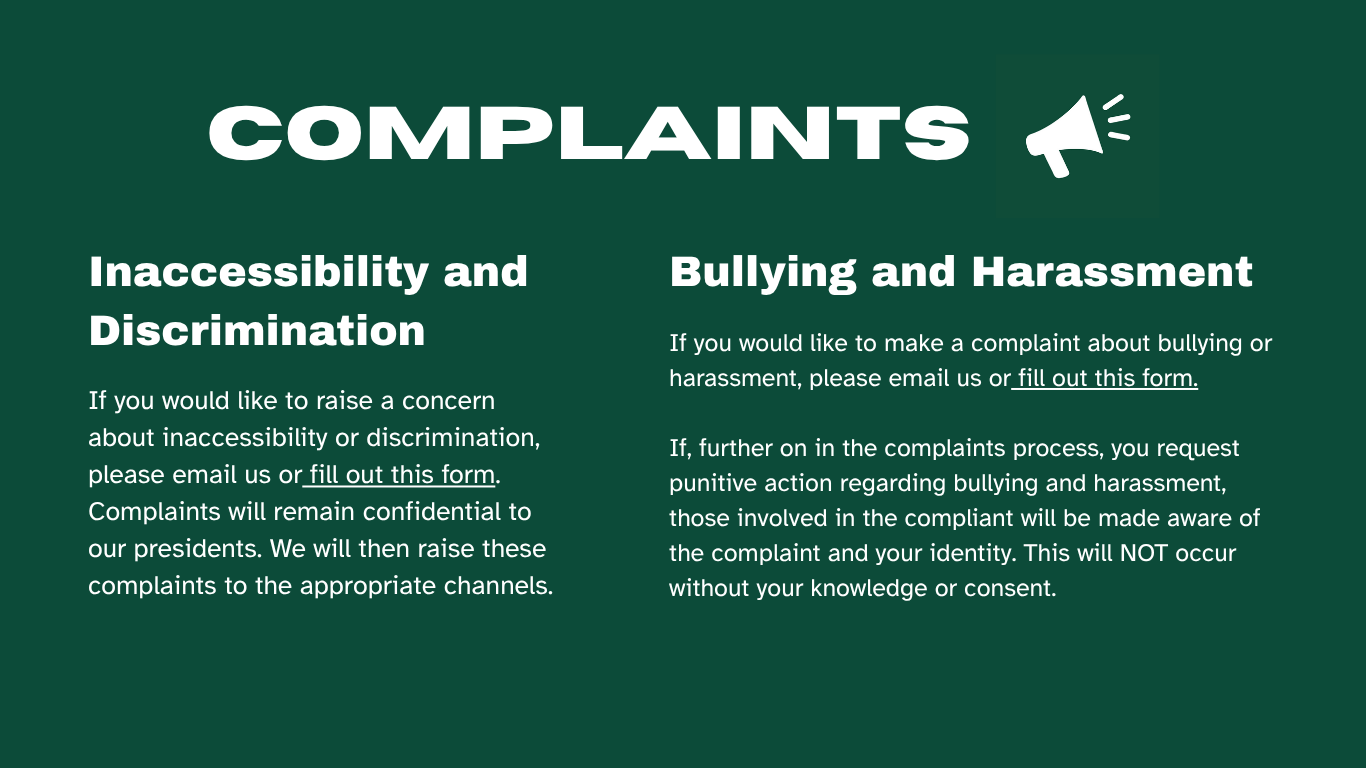 COMPLAINTS
Inaccessibility and
Discrimination
If you would like to raise a concern
about inaccessibility or discrimination,
please email us or fill out this form.
Complaints will remain confidential to
our presidents. We will then raise these
complaints to the appropriate channels.
Bullying and Harassment
If you would like to make a complaint about bullying or
harassment, please email us or fill out this form.
If, further on in the complaints process, you request
punitive action regarding bullying and harassment,
those involved in the compliant will be made aware of
the complaint and your identity. This will NOT occur
without your knowledge or consent.